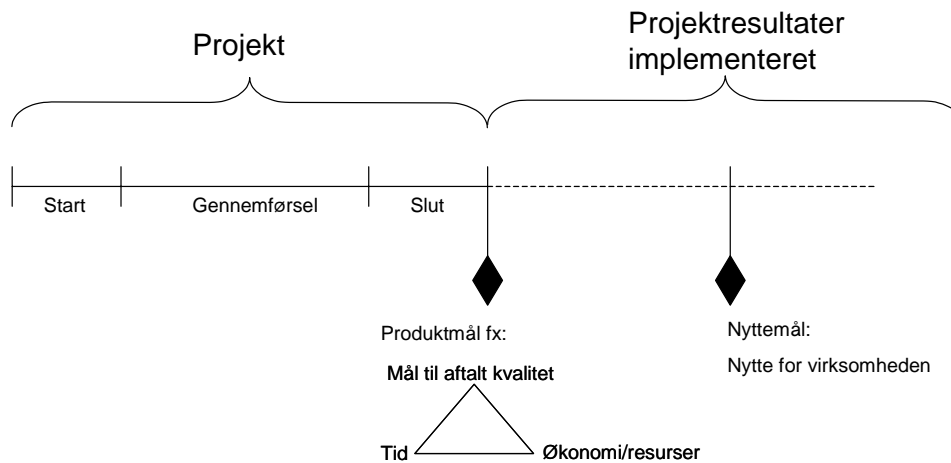 Projekt
Projektresultater
implementeret
Start
Gennemførsel
Slut
Produktmål fx:
Mål til aftalt kvalitet
Tid
Økonomi/resurser
Nyttemål:
Nytte for virksomheden